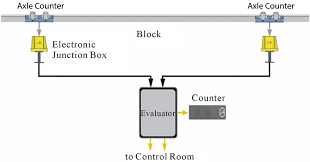 Axle Counter
Axle Counter
Block
Electronic
Junction Box
Counter
Evaluator
to Control Room